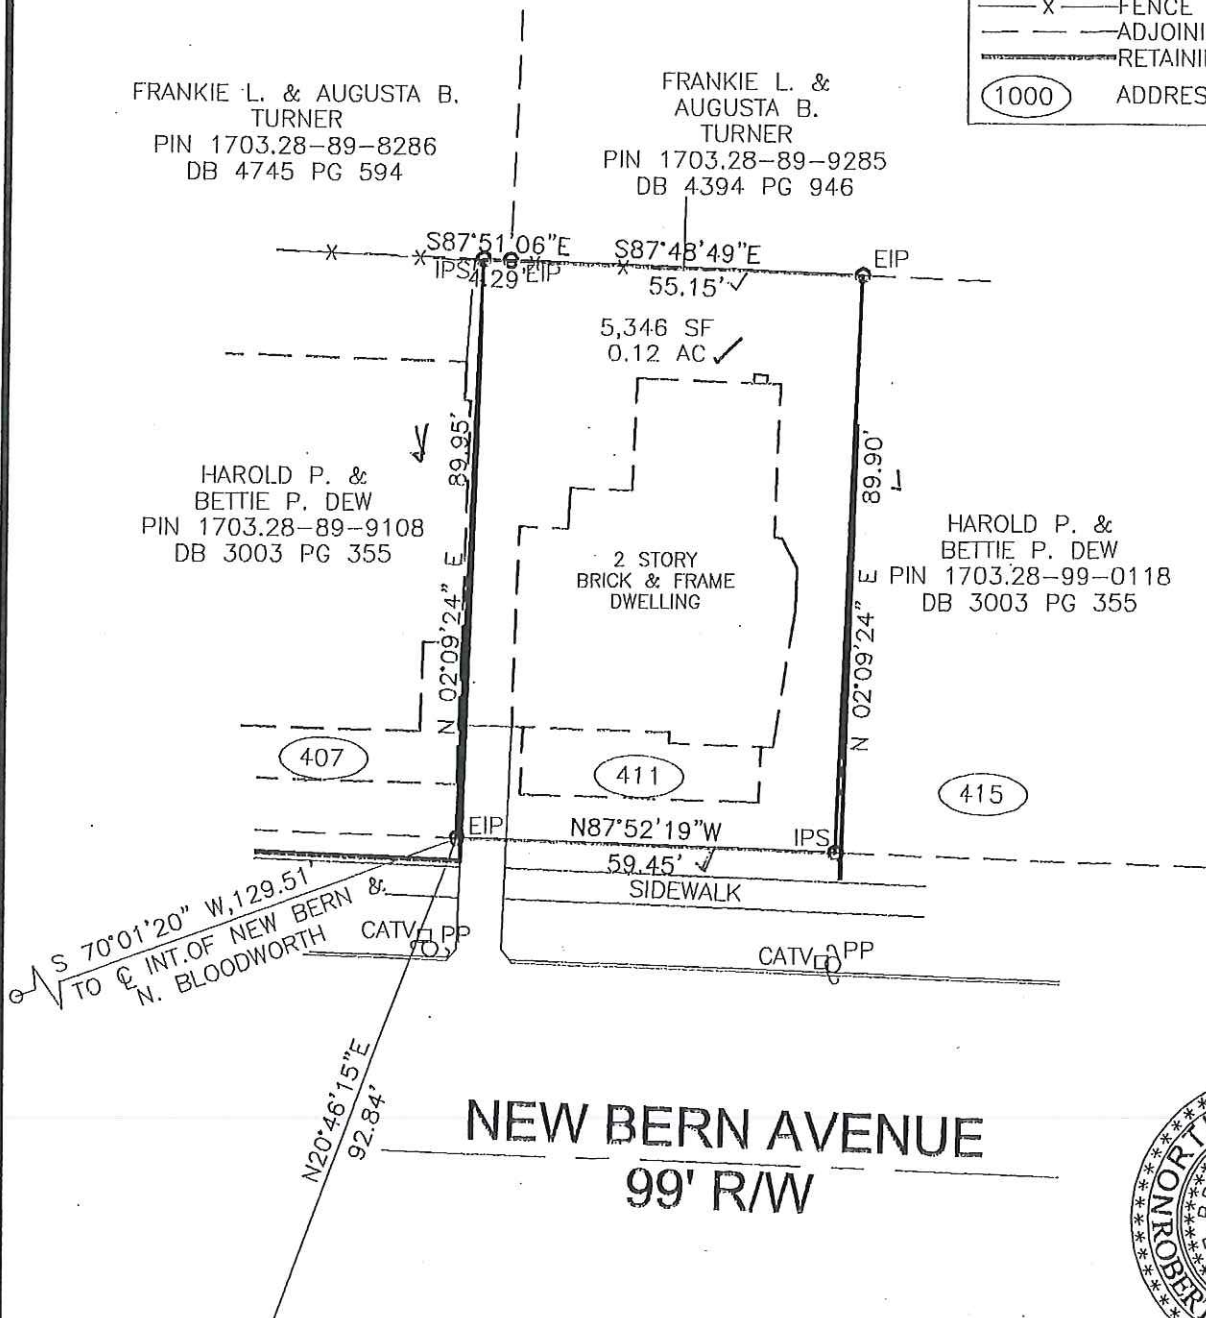 X FENCE
1000
FRANKIE L. & AUGUSTA B.
TURNER
PIN 1703.28-89-8286
DB 4745 PG 594
FRANKIE L. &
AUGUSTA B.
TURNER
PIN 1703.28-89-9285
DB 4394 PG 946
S87°51'06"E
S87°48'49"E
EIP
IPS
4.29
EIP
55.15'
5,346 SF
0.12 AC
89.95'
89.90'
HAROLD P. &
BETTIE P. DEW
PIN 1703.28-89-9108
DB 3003 PG 355
2 STORY
BRICK & FRAME
DWELLING
HAROLD P. &
BETTIE P. DEW
PIN 1703.28-99-0118
DB 3003 PG 355
N 02°09'24" E
N 02°09'24" E
407
411
415
EIP
N87°52'19"W
IPS
59.45'
SIDEWALK
S 70°01'20" W,129.51'
TO ℄ INT.OF NEW BERN &
N. BLOODWORTH
CATV PP
CATV PP
N20°46'15"E
92.84'
NEW BERN AVENUE
99' R/W